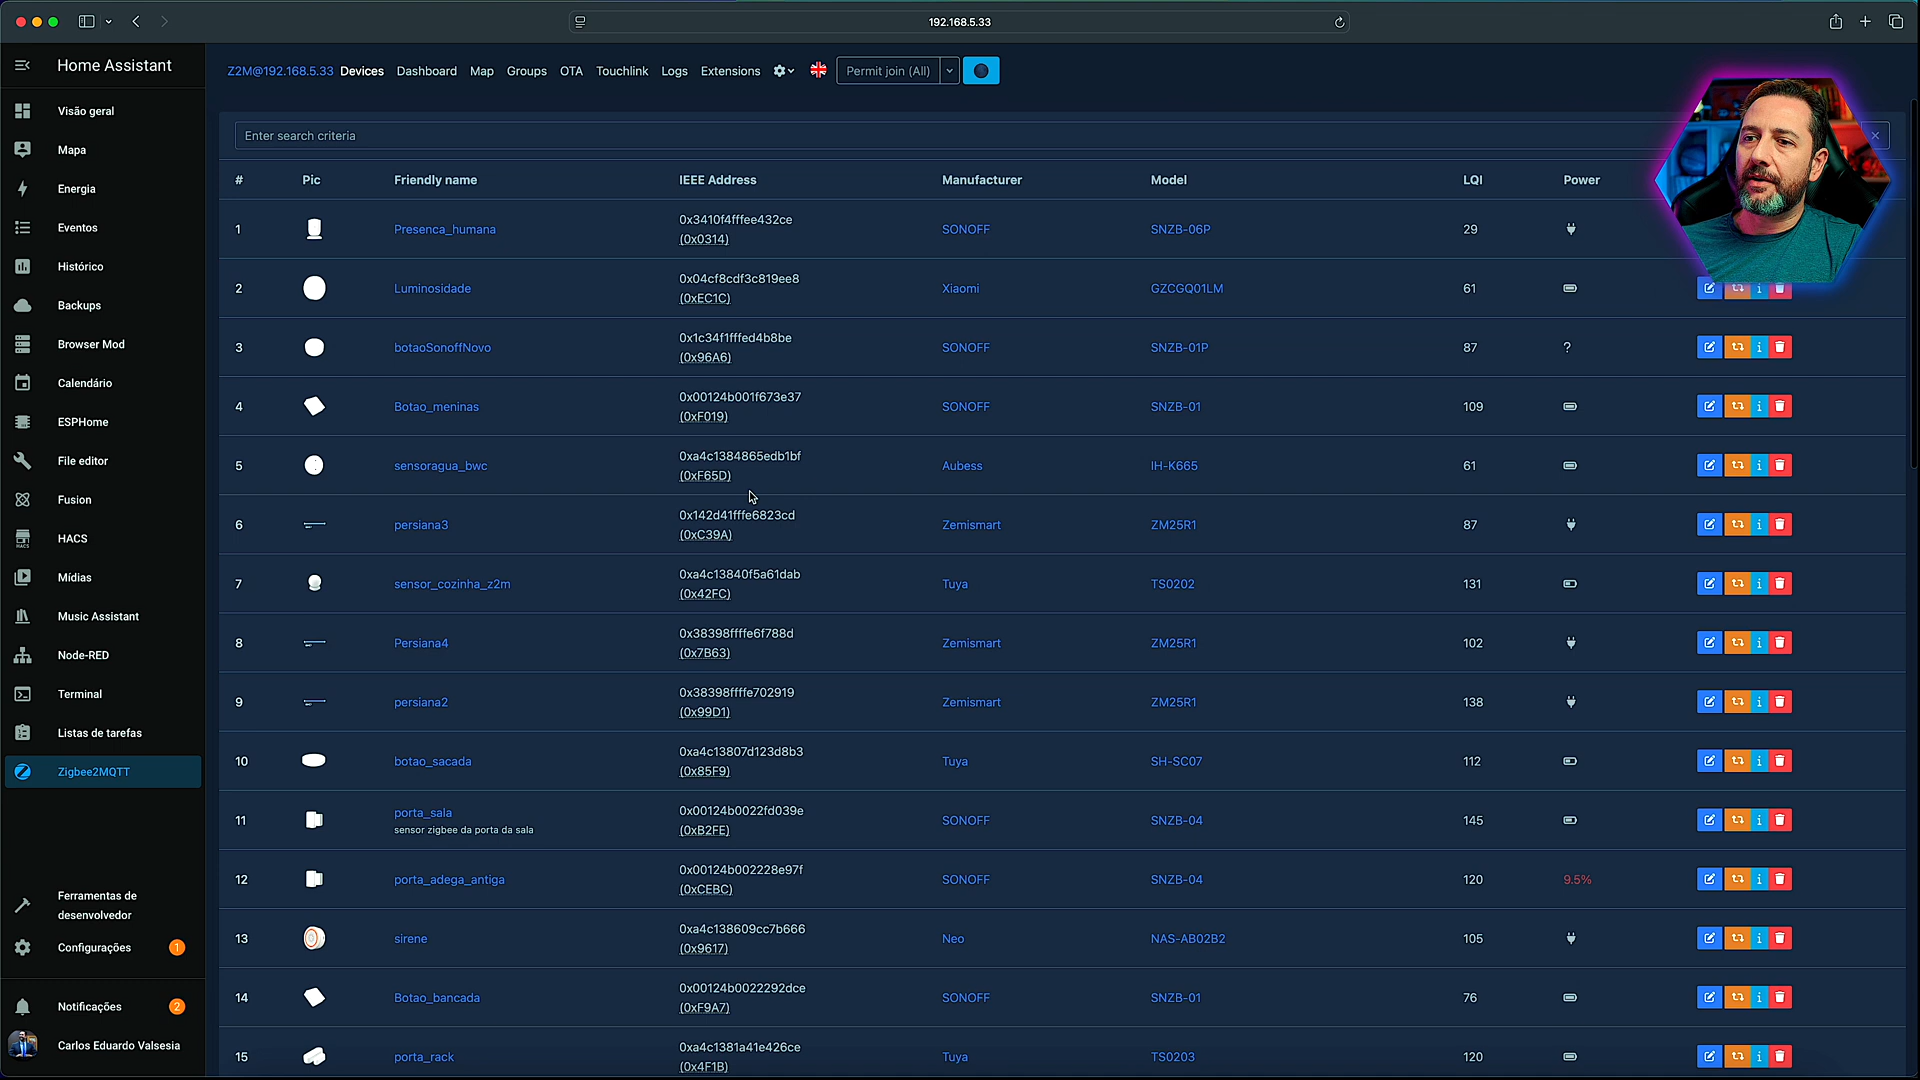 192.168.5.33
Home Assistant
Z2M@192.168.5.33 Devices Dashboard Map Groups OTA Touchlink Logs Extensions Permit join (All)
Visão geral
Mapa
Energia
Eventos
Histórico
Backups
Browser Mod
Calendário
ESPHome
File editor
Fusion
HACS
Mídias
Music Assistant
Node-RED
Terminal
Listas de tarefas
Zigbee2MQTT
Ferramentas de
desenvolvedor
Configurações 1
Notificações 2
Carlos Eduardo Valsesia
Enter search criteria
# Pic Friendly name IEEE Address Manufacturer Model LQI Power
1 Presenca_humana 0x3410f4fffee432ce SONOFF SNZB-06P 29
(0x0314)
2 Luminosidade 0x04cf8cdf3c819ee8 Xiaomi GZCGQ01LM 61
(0xEC1C)
3 botaoSonoffNovo 0x1c34f1fffed4b8be SONOFF SNZB-01P 87 ?
(0x96A6)
4 Botao_meninas 0x00124b001f673e37 SONOFF SNZB-01 109
(0xF019)
5 sensoragua_bwc 0xa4c1384865edb1bf Aubess IH-K665 61
(0xF65D)
6 persiana3 0x142d41fffe6823cd Zemismart ZM25R1 87
(0xC39A)
7 sensor_cozinha_z2m 0xa4c13840f5a61dab Tuya TS0202 131
(0x42FC)
8 Persiana4 0x38398ffffe6f788d Zemismart ZM25R1 102
(0x7B63)
9 persiana2 0x38398ffffe702919 Zemismart ZM25R1 138
(0x99D1)
10 botao_sacada 0xa4c13807d123d8b3 Tuya SH-SC07 112
(0x85F9)
11 porta_sala 0x00124b0022fd039e SONOFF SNZB-04 145
sensor zigbee da porta da sala (0xB2FE)
12 porta_adega_antiga 0x00124b002228e97f SONOFF SNZB-04 120 9.5%
(0xCEBC)
13 sirene 0xa4c138609cc7b666 Neo NAS-AB02B2 105
(0x9617)
14 Botao_bancada 0x00124b0022292dce SONOFF SNZB-01 76
(0xF9A7)
15 porta_rack 0xa4c1381a41e426ce Tuya TS0203 120
(0x4F1B)